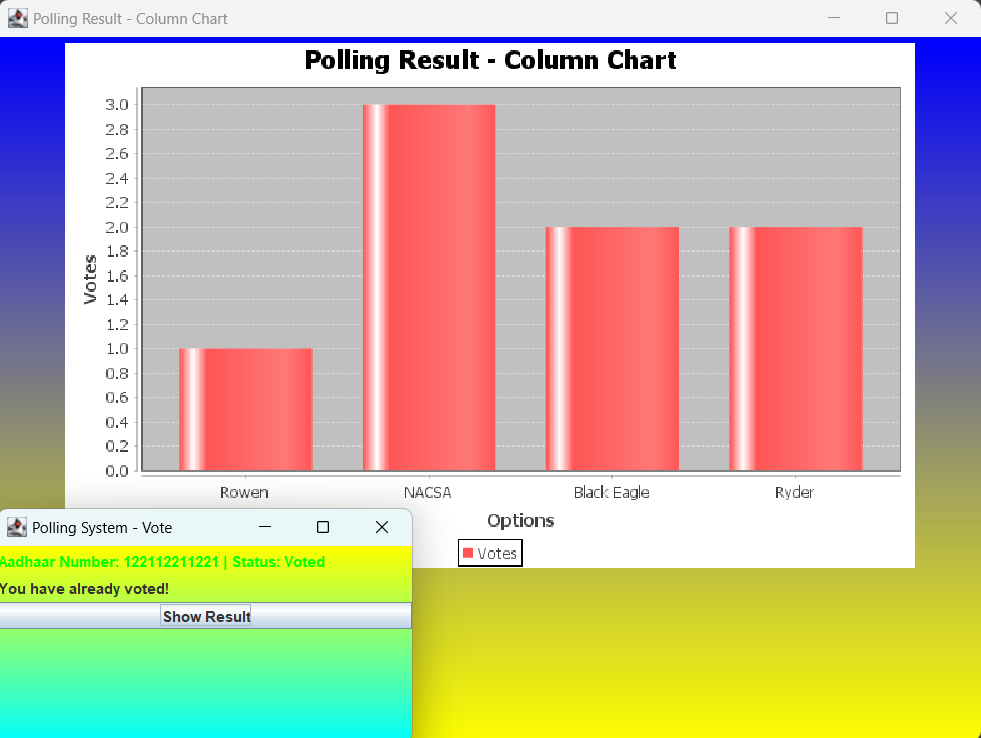 Polling Result - Column Chart
Polling Result - Column Chart
3.0
2.8
2.6
2.4
2.2
2.0
1.8
1.6
1.4
1.2
1.0
0.8
0.6
0.4
0.2
0.0
Votes
Rowen NACSA Black Eagle Ryder
Options
Votes
Polling System - Vote
Aadhaar Number: 122112211221 | Status: Voted
You have already voted!
Show Result